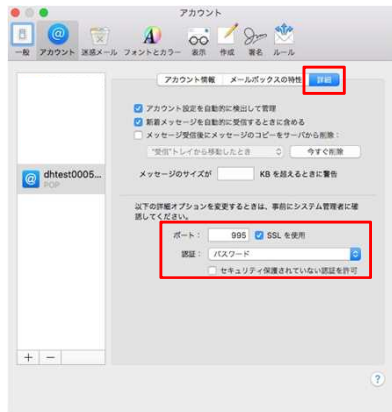 アカウント
一般 アカウント 迷惑メール フォントとカラー 表示 作成 署名 ルール
アカウント情報 メールボックスの特性 詳細
アカウント設定を自動的に検出して管理
新着メッセージを自動的に受信するときに含める
メッセージ受信後にメッセージのコピーをサーバから削除：
"受信"トレイから移動したとき 今すぐ削除
dhtest0005...
POP
メッセージのサイズが KB を超えるときに警告
以下の詳細オプションを変更するときは、事前にシステム管理者に確
認してください。
ポート： 995 SSL を使用
認証： パスワード
セキュリティ保護されていない認証を許可
+ −
?